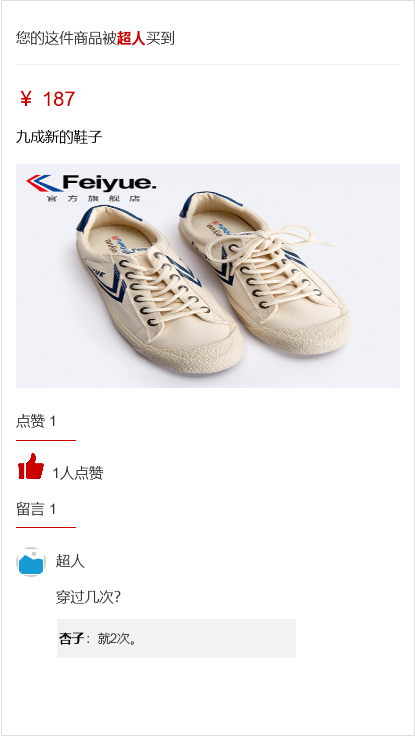 您的这件商品被超人买到
¥ 187
九成新的鞋子
Feiyue.
官方旗舰店
点赞 1
1人点赞
留言 1
超人
穿过几次?
杏子：就2次。